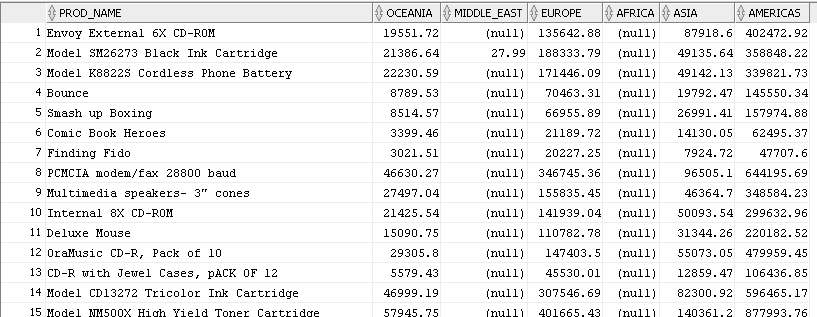 PROD_NAME OCEANIA MIDDLE_EAST EUROPE AFRICA ASIA AMERICAS
1 Envoy External 6X CD-ROM 19551.72 (null) 135642.88 (null) 87918.6 402472.92
2 Model SM26273 Black Ink Cartridge 21386.64 27.99 188333.79 (null) 49135.64 358848.22
3 Model K8822S Cordless Phone Battery 22230.59 (null) 171446.09 (null) 49142.13 339821.73
4 Bounce 8789.53 (null) 70463.31 (null) 19792.47 145550.34
5 Smash up Boxing 8514.57 (null) 66955.89 (null) 26991.41 157974.88
6 Comic Book Heroes 3399.46 (null) 21189.72 (null) 14130.05 62495.37
7 Finding Fido 3021.51 (null) 20227.25 (null) 7924.72 47707.6
8 PCMCIA modem/fax 28800 baud 46630.27 (null) 346745.36 (null) 96505.1 644195.69
9 Multimedia speakers- 3" cones 27497.04 (null) 155835.45 (null) 46364.7 348584.23
10 Internal 8X CD-ROM 21425.54 (null) 141939.04 (null) 50093.54 299632.96
11 Deluxe Mouse 15090.75 (null) 110782.78 (null) 31344.26 220182.52
12 OraMusic CD-R, Pack of 10 29305.8 (null) 147403.5 (null) 55073.05 479959.45
13 CD-R with Jewel Cases, pACK OF 12 5579.43 (null) 45530.01 (null) 12859.47 106436.85
14 Model CD13272 Tricolor Ink Cartridge 46999.19 (null) 307546.69 (null) 82300.92 596465.17
15 Model NM500X High Yield Toner Cartridge 57945.75 (null) 401665.43 (null) 140361.2 877993.76